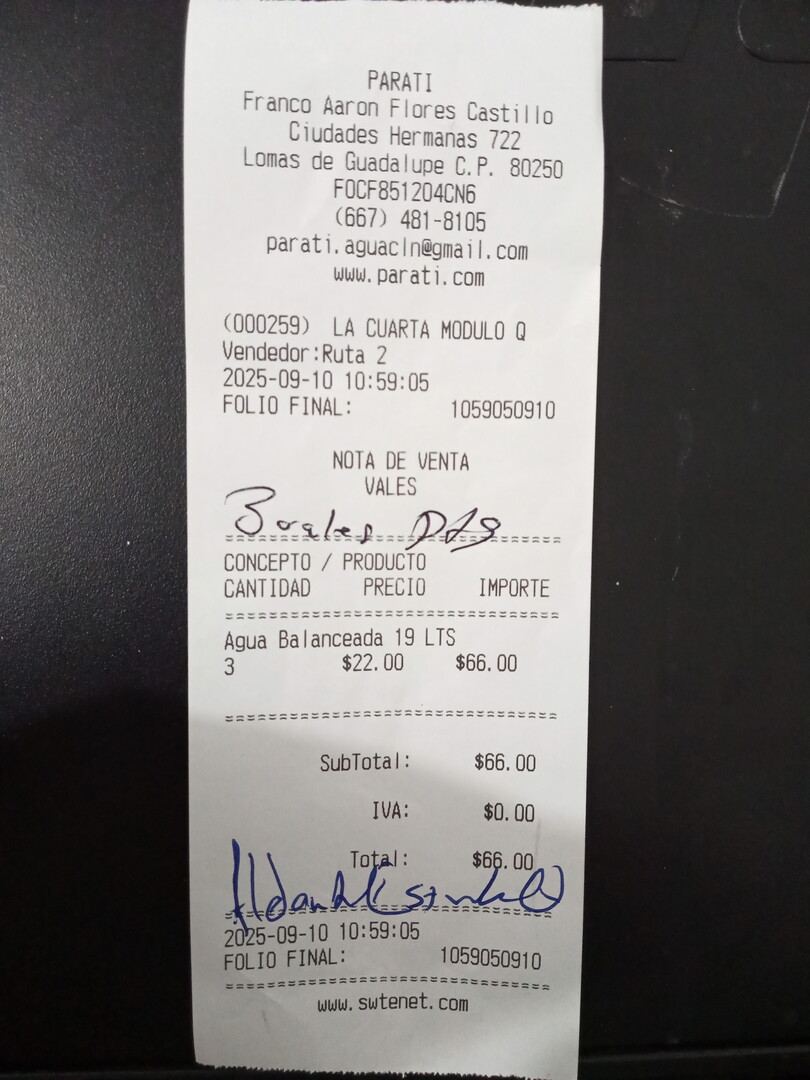 PARATI
Franco Aaron Flores Castillo
Ciudades Hermanas 722
Lomas de Guadalupe C.P. 80250
FOCF851204CN6
(667) 481-8105
parati.aguacln@gmail.com
www.parati.com
(000259) LA CUARTA MODULO Q
Vendedor:Ruta 2
2025-09-10 10:59:05
FOLIO FINAL: 1059050910
NOTA DE VENTA
VALES
CONCEPTO / PRODUCTO
CANTIDAD PRECIO IMPORTE
Agua Balanceada 19 LTS
3 $22.00 $66.00
SubTotal: $66.00
IVA: $0.00
Total: $66.00
2025-09-10 10:59:05
FOLIO FINAL: 1059050910
www.swtenet.com